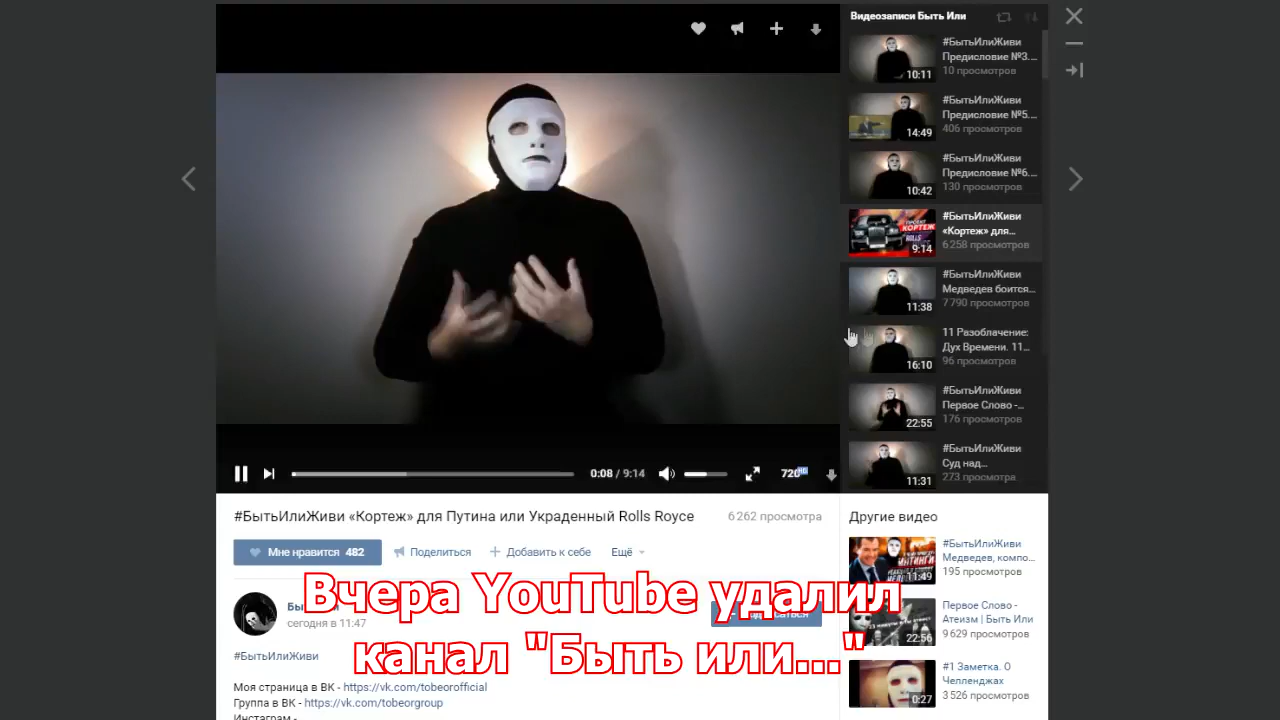 Видеозаписи Быть Или
#БытьИлиЖиви
Предисловие №3....
10 просмотров
10:11
#БытьИлиЖиви
Предисловие №5....
406 просмотров
14:49
#БытьИлиЖиви
Предисловие №6....
130 просмотров
10:42
#БытьИлиЖиви
«Кортеж» для...
6 258 просмотров
ПРОЕКТ
КОРТЕЖ
ROLLS
9:14
#БытьИлиЖиви
Медведев боится...
7 790 просмотров
11:38
11 Разоблачение:
Дух Времени. 11...
96 просмотров
16:10
#БытьИлиЖиви
Первое Слово -...
176 просмотров
22:55
#БытьИлиЖиви
Суд над...
273 просмотра
11:31
0:08 / 9:14
720 HD
#БытьИлиЖиви «Кортеж» для Путина или Украденный Rolls Royce
6 262 просмотра
Мне нравится 482
Поделиться
Добавить к себе
Ещё
сегодня в 11:47
Вчера YouTube удалил
канал "Быть или..."
#БытьИлиЖиви
Моя страница в ВК - https://vk.com/tobeorofficial
Группа в ВК - https://vk.com/tobeorgroup
Инстаграм -
Другие видео
#БытьИлиЖиви
Медведев, компо...
195 просмотров
МИТИНГИ
11:49
Первое Слово -
Атеизм | Быть Или
9 629 просмотров
22:56
#1 Заметка. О
Челленджах
3 526 просмотров
0:27